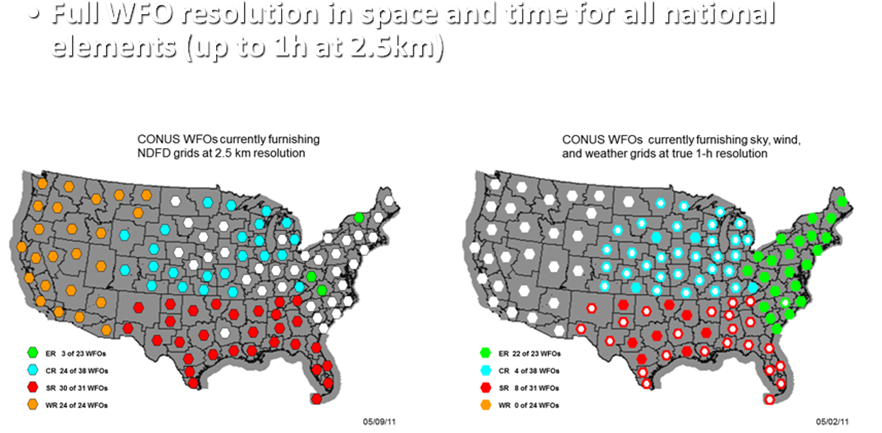 • Full WFO resolution in space and time for all national
elements (up to 1h at 2.5km)
CONUS WFOs currently furnishing
NDFD grids at 2.5 km resolution
ER 3 of 23 WFOs
CR 24 of 38 WFOs
SR 30 of 31 WFOs
WR 24 of 24 WFOs
05/09/11
CONUS WFOs currently furnishing sky, wind,
and weather grids at true 1-h resolution
ER 22 of 23 WFOs
CR 4 of 38 WFOs
SR 8 of 31 WFOs
WR 0 of 24 WFOs
05/02/11